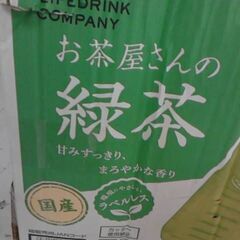 LIFEDRINK
COMPANY
お茶屋さんの
緑茶
甘みすっきり、
まろやかな香り
国産
ラベルレス